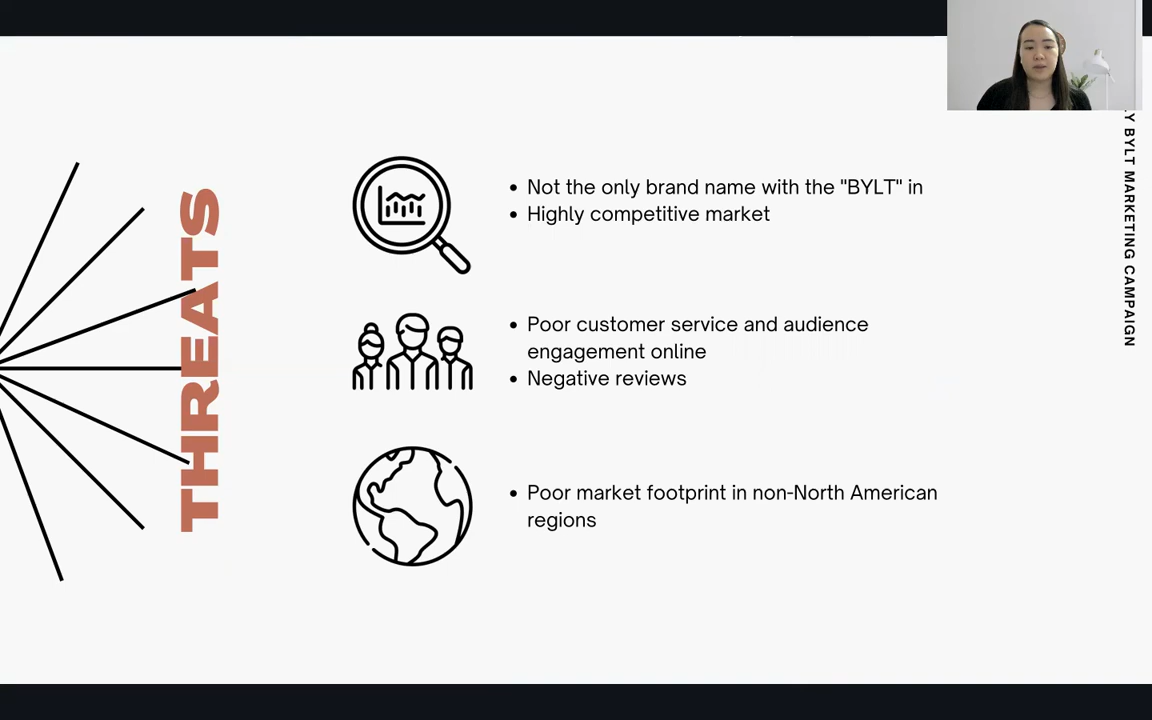 THREATS
Not the only brand name with the "BYLT" in
Highly competitive market
Poor customer service and audience
engagement online
Negative reviews
Poor market footprint in non-North American
regions
BYLT MARKETING CAMPAIGN